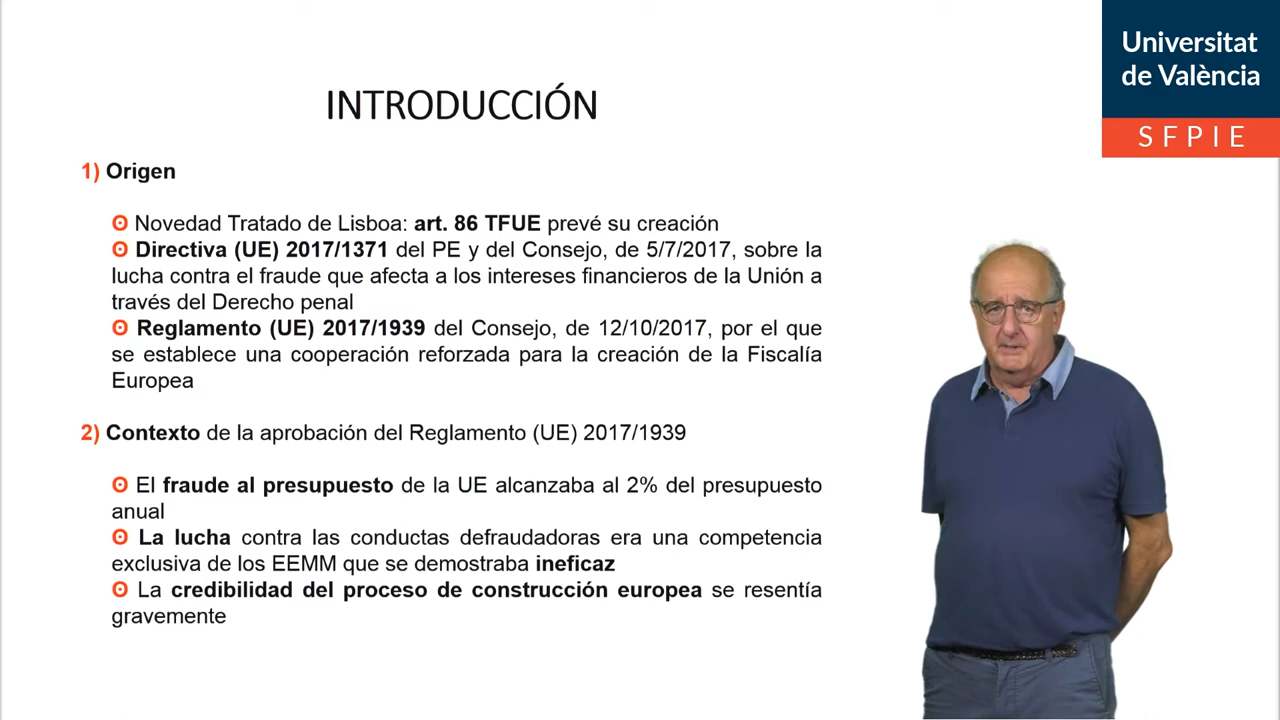 Universitat
de València
SFPIE
INTRODUCCIÓN
1) Origen
ʘ Novedad Tratado de Lisboa: art. 86 TFUE prevé su creación
ʘ Directiva (UE) 2017/1371 del PE y del Consejo, de 5/7/2017, sobre la
lucha contra el fraude que afecta a los intereses financieros de la Unión a
través del Derecho penal
ʘ Reglamento (UE) 2017/1939 del Consejo, de 12/10/2017, por el que
se establece una cooperación reforzada para la creación de la Fiscalía
Europea
2) Contexto de la aprobación del Reglamento (UE) 2017/1939
ʘ El fraude al presupuesto de la UE alcanzaba al 2% del presupuesto
anual
ʘ La lucha contra las conductas defraudadoras era una competencia
exclusiva de los EEMM que se demostraba ineficaz
ʘ La credibilidad del proceso de construcción europea se resentía
gravemente